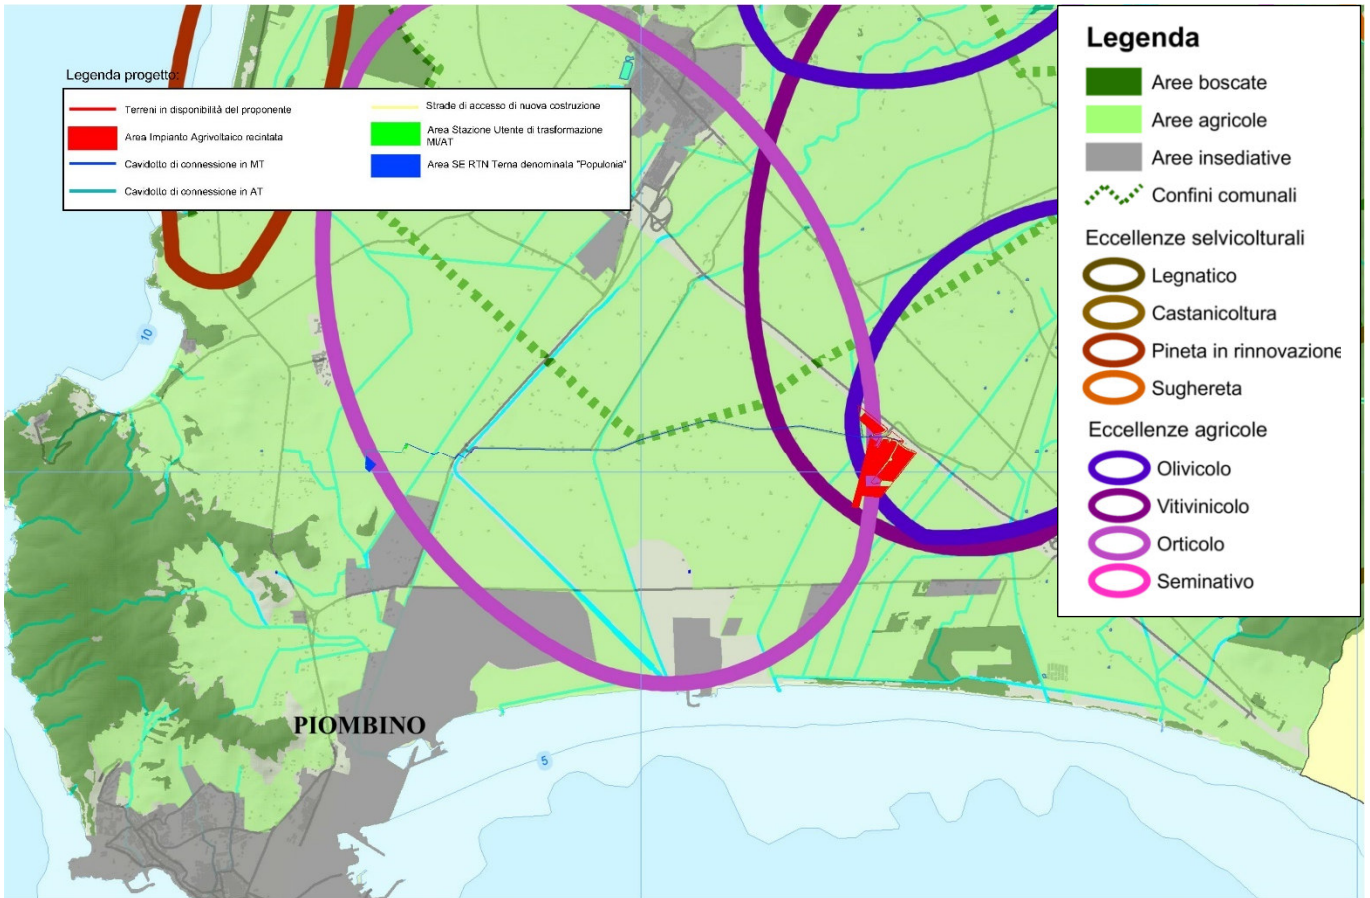 Legenda progetto:
Terreni in disponibilità del proponente
Area Impianto Agrivoltaico recintata
Cavidotto di connessione in MT
Cavidotto di connessione in AT
Strade di accesso di nuova costruzione
Area Stazione Utente di trasformazione
Area SE RTN Terna denominata "Populonia"
Legenda
Aree boscate
Aree agricole
Aree insediative
Confini comunali
Eccellenze selvicolturali
Legnatico
Castanicoltura
Pineta in rinnovazione
Sughereta
Eccellenze agricole
Olivicolo
Vitivinicolo
Orticolo
Seminativo
10
PIOMBINO
5